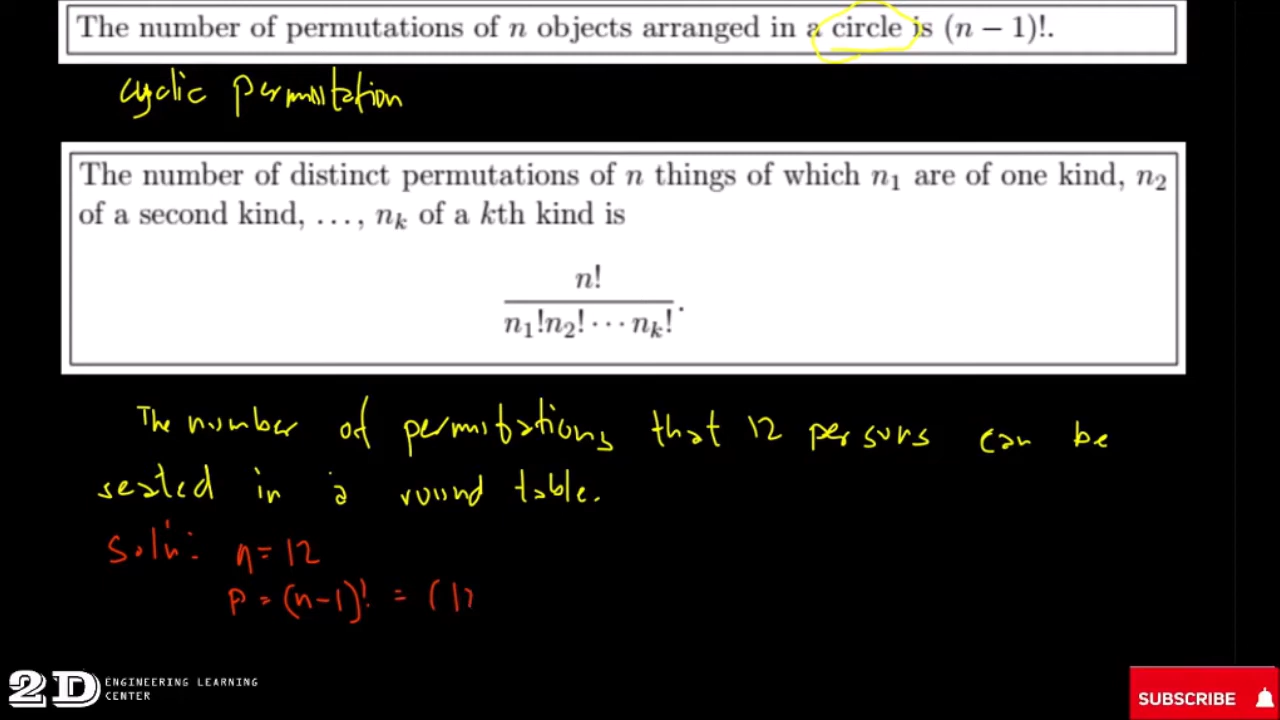 The number of permutations of n objects arranged in a circle is (n − 1)!.
cyclic permutation
The number of distinct permutations of n things of which n₁ are of one kind, n₂
of a second kind, ..., nₖ of a kth kind is
n!
n₁!n₂! ··· nₖ!.
The number of permutations that 12 persons can be
seated in a round table.
Sol'n: n = 12
P = (n-1)! = (12
2D ENGINEERING LEARNING
CENTER
SUBSCRIBE